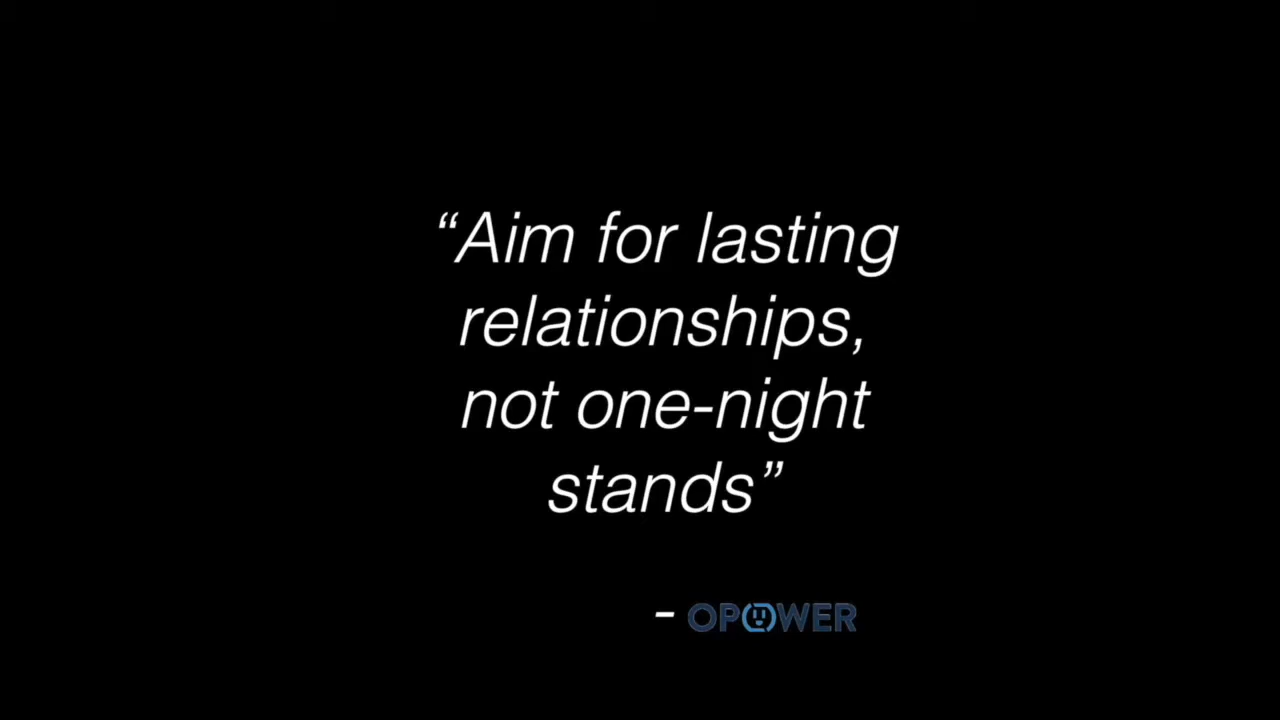 “Aim for lasting
relationships,
not one-night
stands”
- OPOWER